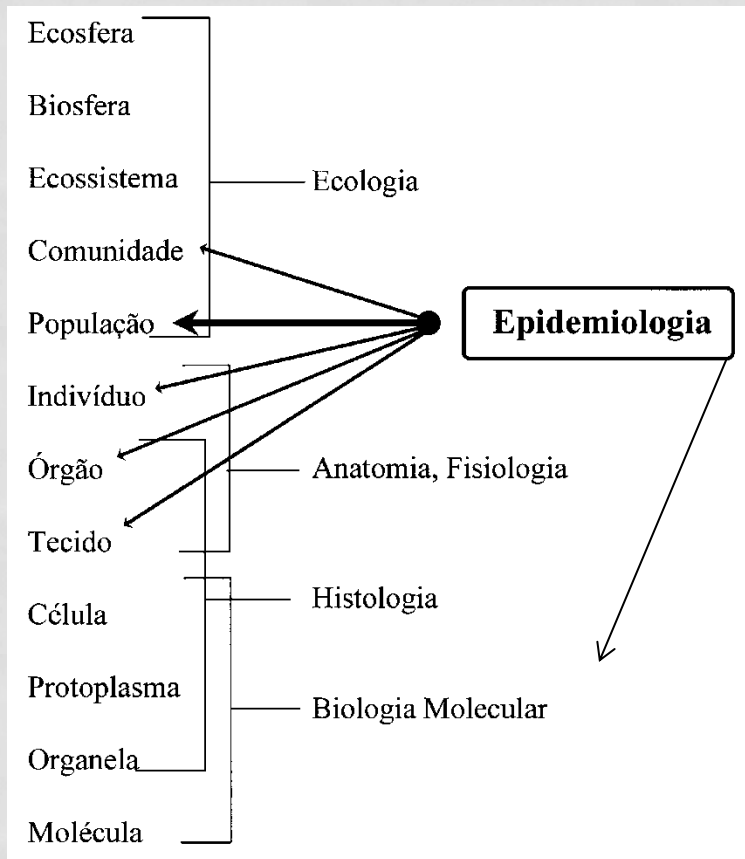 Ecosfera
Biosfera
Ecossistema
Ecologia
Comunidade
População
Epidemiologia
Indivíduo
Órgão
Anatomia, Fisiologia
Tecido
Célula
Histologia
Protoplasma
Biologia Molecular
Organela
Molécula